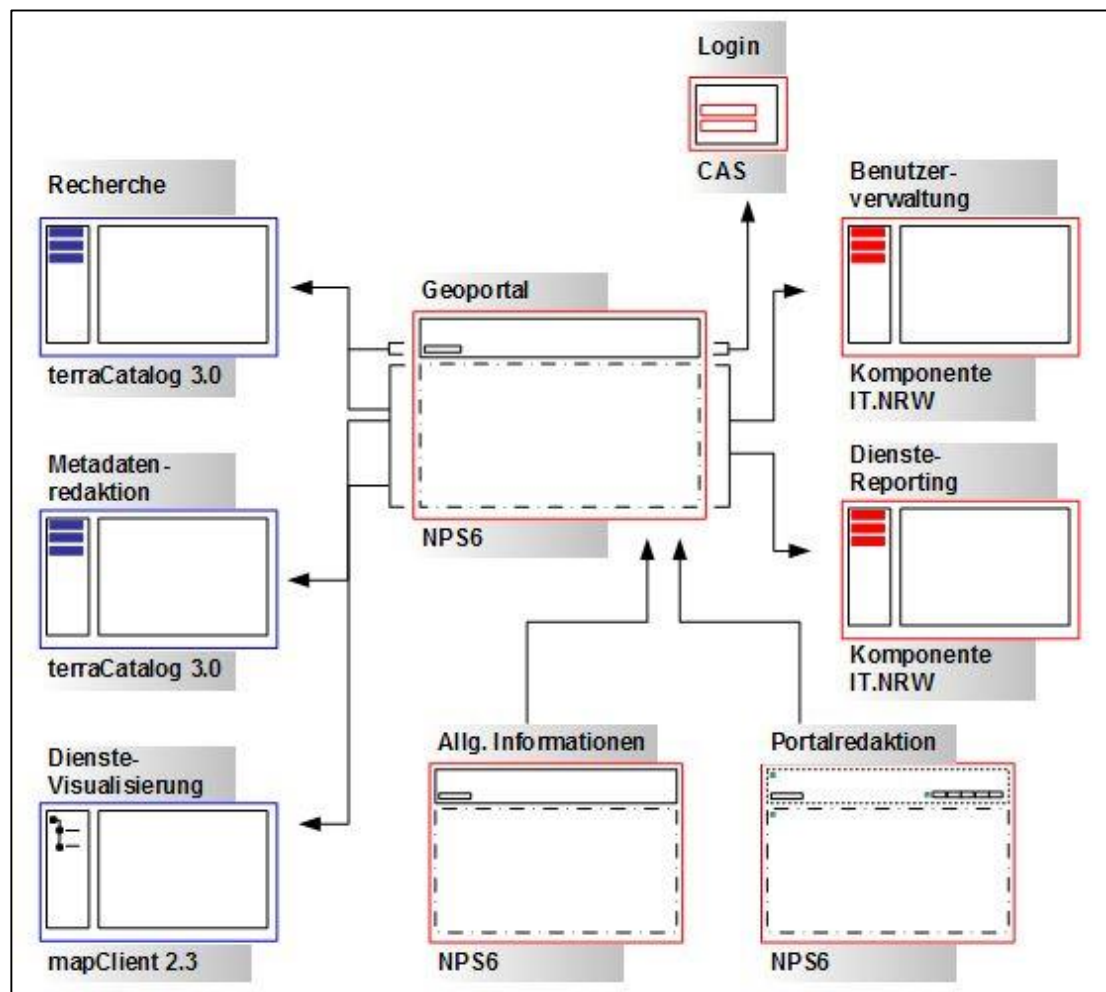 Login
CAS
Recherche
terraCatalog 3.0
Geoportal
NPS6
Benutzer-
verwaltung
Komponente
IT.NRW
Metadaten-
redaktion
terraCatalog 3.0
Dienste-
Reporting
Komponente
IT.NRW
Dienste-
Visualisierung
mapClient 2.3
Allg. Informationen
NPS6
Portalredaktion
NPS6